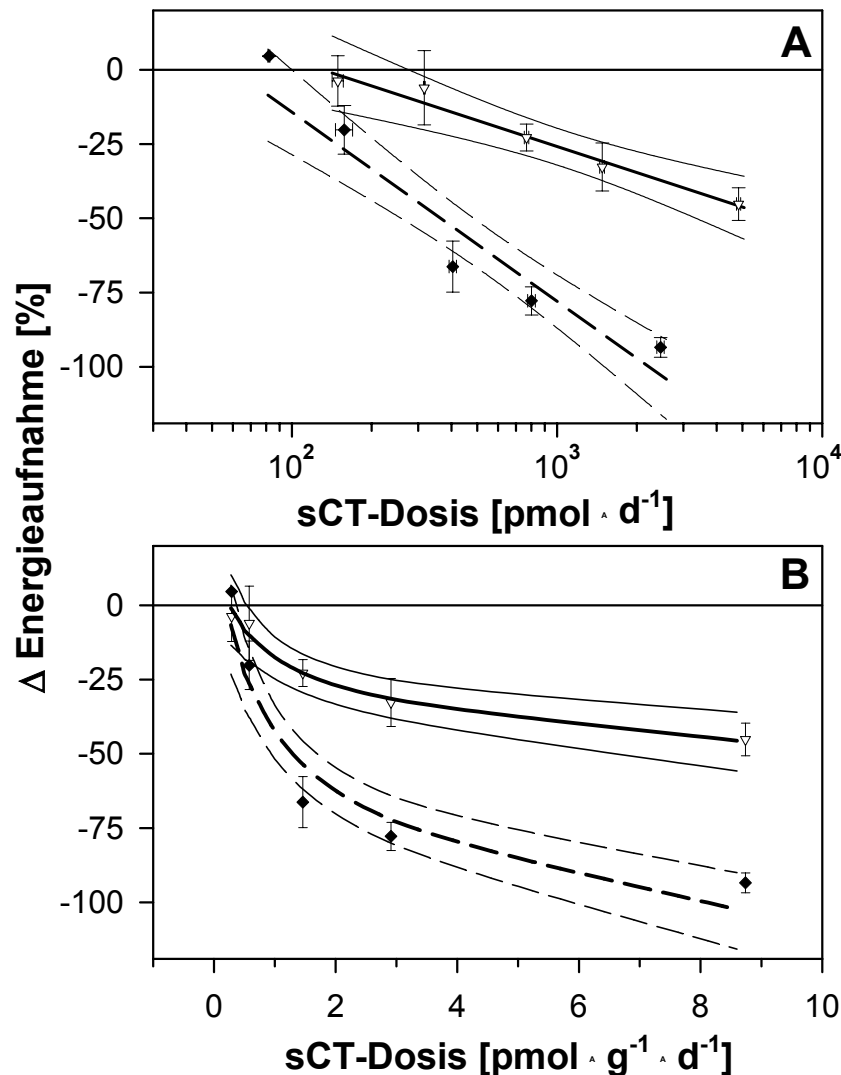 A
0
-25
-50
-75
-100
10² 10³ 10⁴
sCT-Dosis [pmol ᴬ d⁻¹]
Δ Energieaufnahme [%]
B
0
-25
-50
-75
-100
0 2 4 6 8 10
sCT-Dosis [pmol ᴬ g⁻¹ ᴬ d⁻¹]